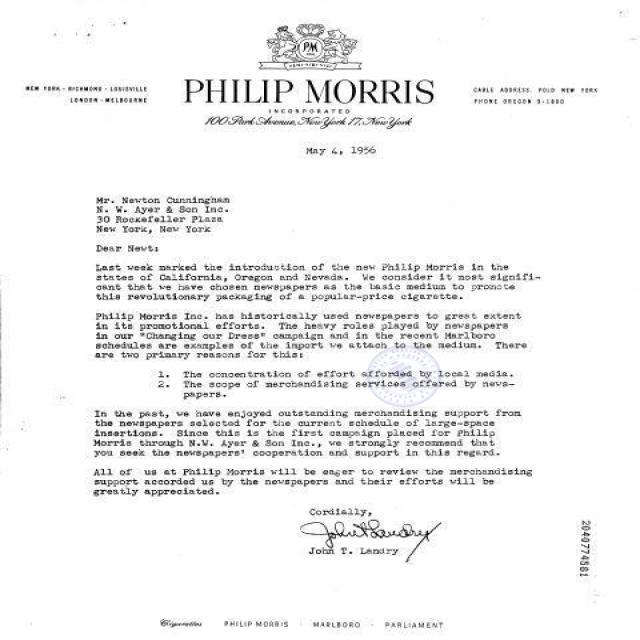 PM
NEW YORK · RICHMOND · LOUISVILLE
LONDON · MELBOURNE
PHILIP MORRIS
INCORPORATED
100 Park Avenue, New York 17, New York
CABLE ADDRESS, POLO NEW YORK
PHONE OREGON 9-1800
May 4, 1956
Mr. Newton Cunningham
N. W. Ayer & Son Inc.
30 Rockefeller Plaza
New York, New York
Dear Newt:
Last week marked the introduction of the new Philip Morris in the
states of California, Oregon and Nevada. We consider it most signifi-
cant that we have chosen newspapers as the basic medium to promote
this revolutionary packaging of a popular-price cigarette.
Philip Morris Inc. has historically used newspapers to great extent
in its promotional efforts. The heavy roles played by newspapers
in our "Changing our Dress" campaign and in the recent Marlboro
schedules are examples of the import we attach to the medium. There
are two primary reasons for this:
1. The concentration of effort afforded by local media.
2. The scope of merchandising services offered by news-
papers.
In the past, we have enjoyed outstanding merchandising support from
the newspapers selected for the current schedule of large-space
insertions. Since this is the first campaign placed for Philip
Morris through N.W. Ayer & Son Inc., we strongly recommend that
you seek the newspapers' cooperation and support in this regard.
All of us at Philip Morris will be eager to review the merchandising
support accorded us by the newspapers and their efforts will be
greatly appreciated.
Cordially,
John T Landry
John T. Landry
2040774581
Cigarettes PHILIP MORRIS · MARLBORO · PARLIAMENT